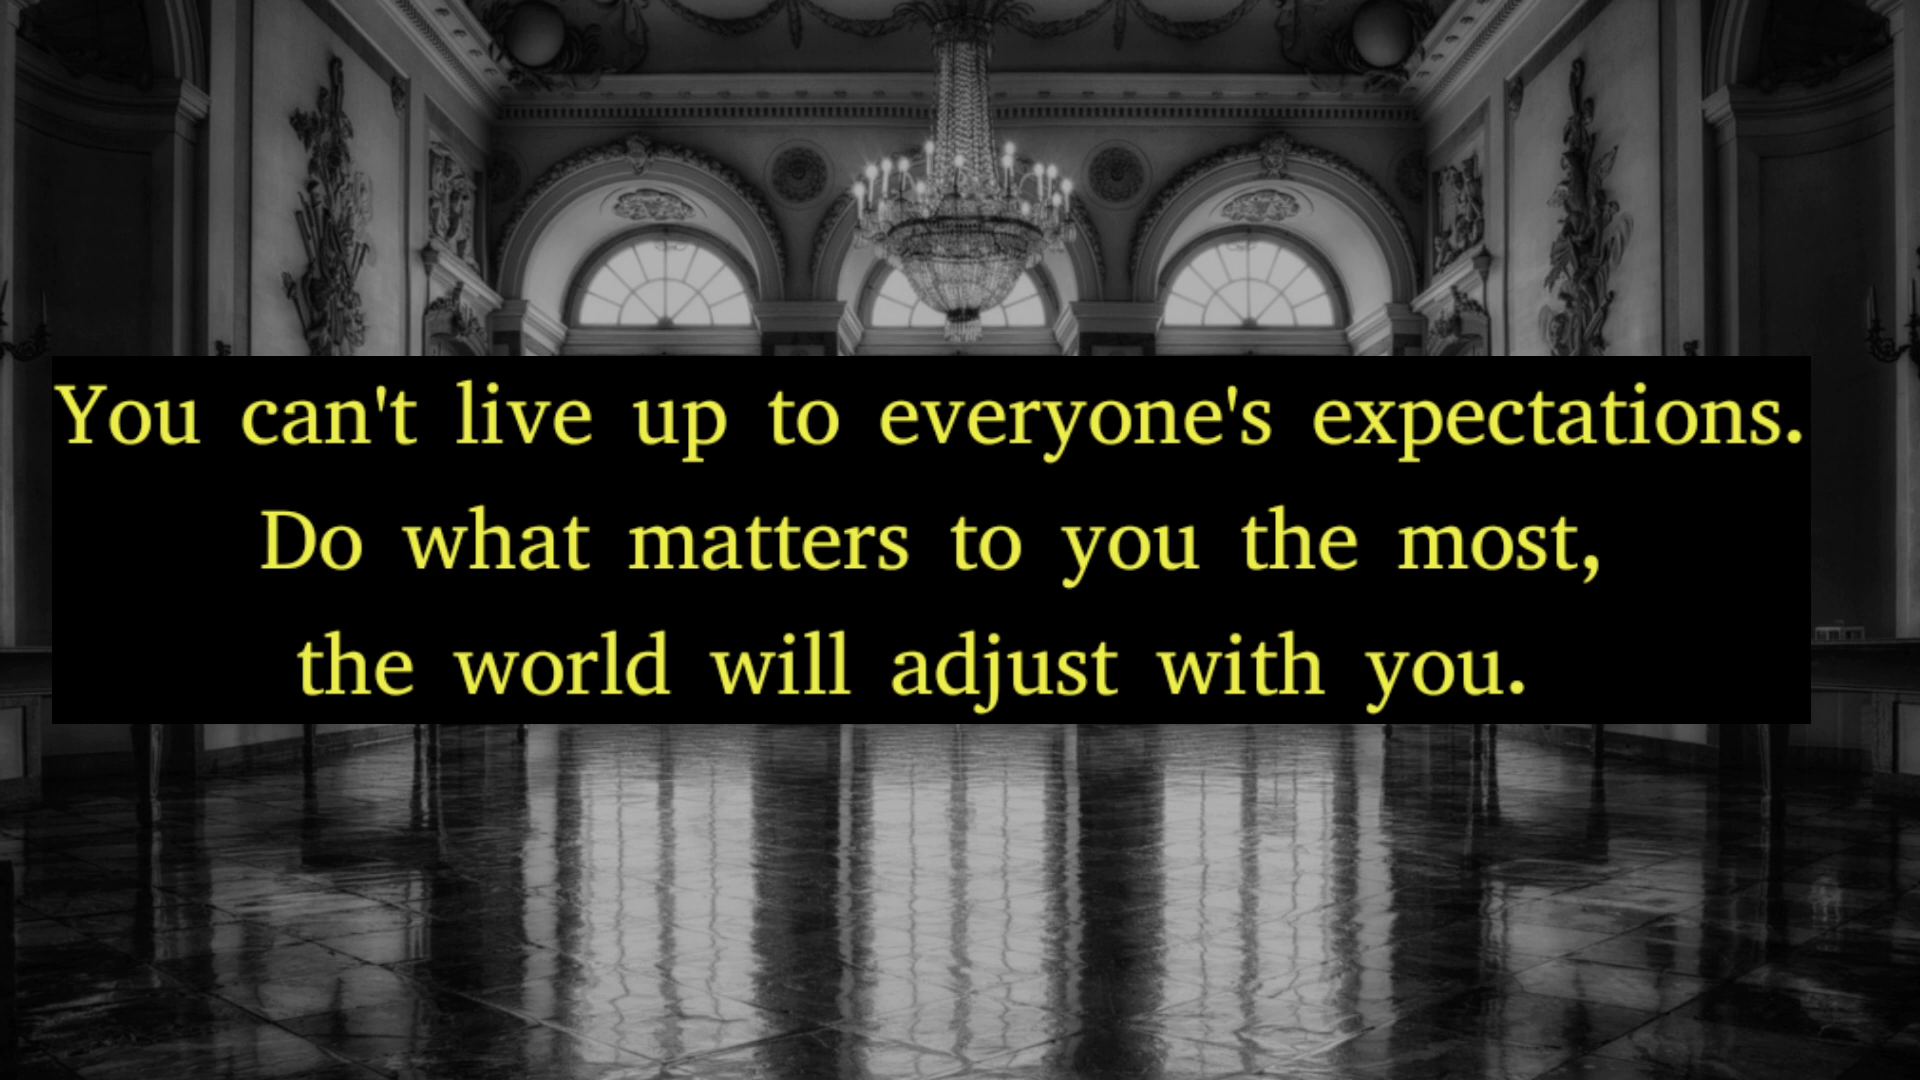 You can't live up to everyone's expectations.
Do what matters to you the most,
the world will adjust with you.